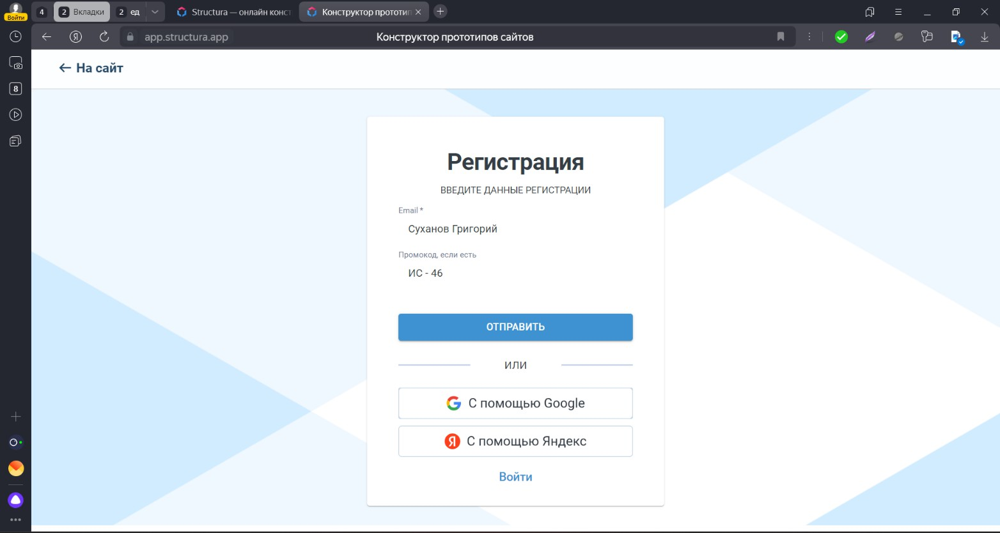 Войти
4
2 Вкладки
2 ед
Structura — онлайн конст
Конструктор прототип
app.structura.app
Конструктор прототипов сайтов
8
← На сайт
Регистрация
ВВЕДИТЕ ДАННЫЕ РЕГИСТРАЦИИ
Email *
Суханов Григорий
Промокод, если есть
ИС - 46
ОТПРАВИТЬ
ИЛИ
С помощью Google
С помощью Яндекс
Войти